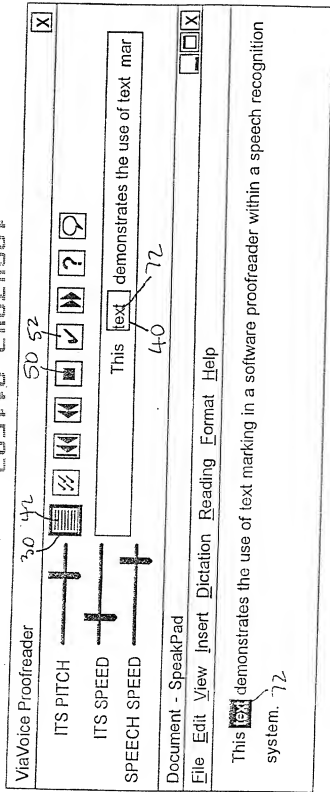 ViaVoice Proofreader X
30 42 50 52
ITS PITCH ?
ITS SPEED
This text demonstrates the use of text mar
SPEECH SPEED
40 72
Document - SpeakPad X
File Edit View Insert Dictation Reading Format Help
This text demonstrates the use of text marking in a software proofreader within a speech recognition
system. 72